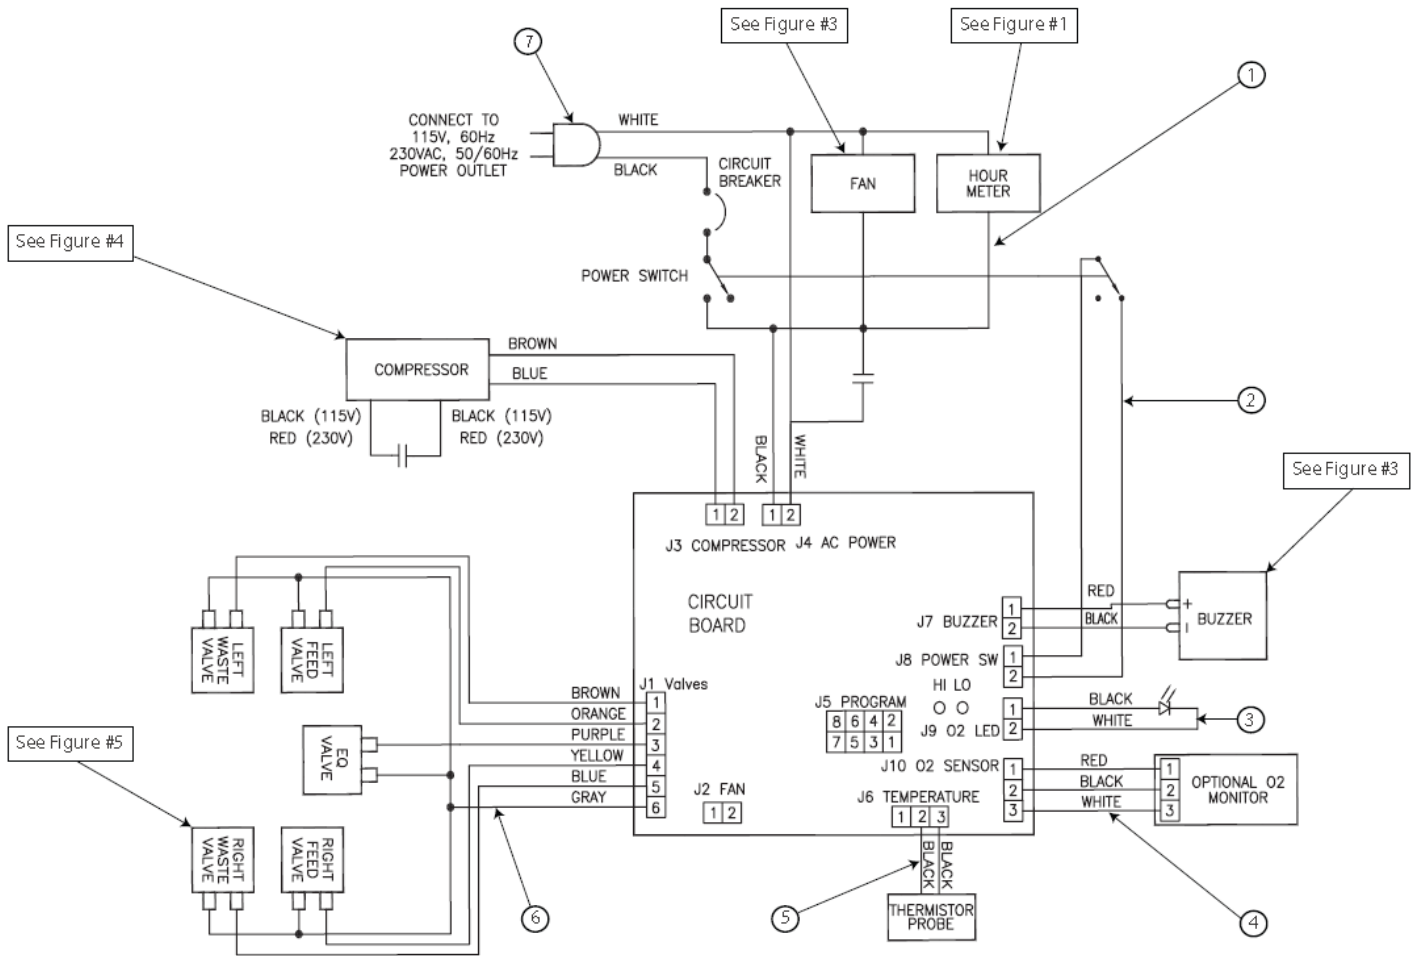 See Figure #3
See Figure #1
7
1
CONNECT TO
115V, 60Hz
230VAC, 50/60Hz
POWER OUTLET
WHITE
BLACK
CIRCUIT
BREAKER
FAN
HOUR
METER
See Figure #4
POWER SWITCH
COMPRESSOR
BROWN
BLUE
BLACK (115V)
RED (230V)
BLACK (115V)
RED (230V)
2
BLACK
WHITE
See Figure #3
1 2
1 2
J3 COMPRESSOR
J4 AC POWER
CIRCUIT
BOARD
J7 BUZZER
1
2
RED
BLACK
+
-
BUZZER
J8 POWER SW
1
2
HI LO
J9 O2 LED
1
2
BLACK
WHITE
3
J5 PROGRAM
8 6 4 2
7 5 3 1
J10 O2 SENSOR
1
2
3
RED
BLACK
WHITE
1
2
3
OPTIONAL O2
MONITOR
4
J6 TEMPERATURE
1 2 3
BLACK
BLACK
5
THERMISTOR
PROBE
J2 FAN
1 2
J1 Valves
1
2
3
4
5
6
BROWN
ORANGE
PURPLE
YELLOW
BLUE
GRAY
6
LEFT
WASTE
VALVE
LEFT
FEED
VALVE
EQ
VALVE
See Figure #5
RIGHT
WASTE
VALVE
RIGHT
FEED
VALVE